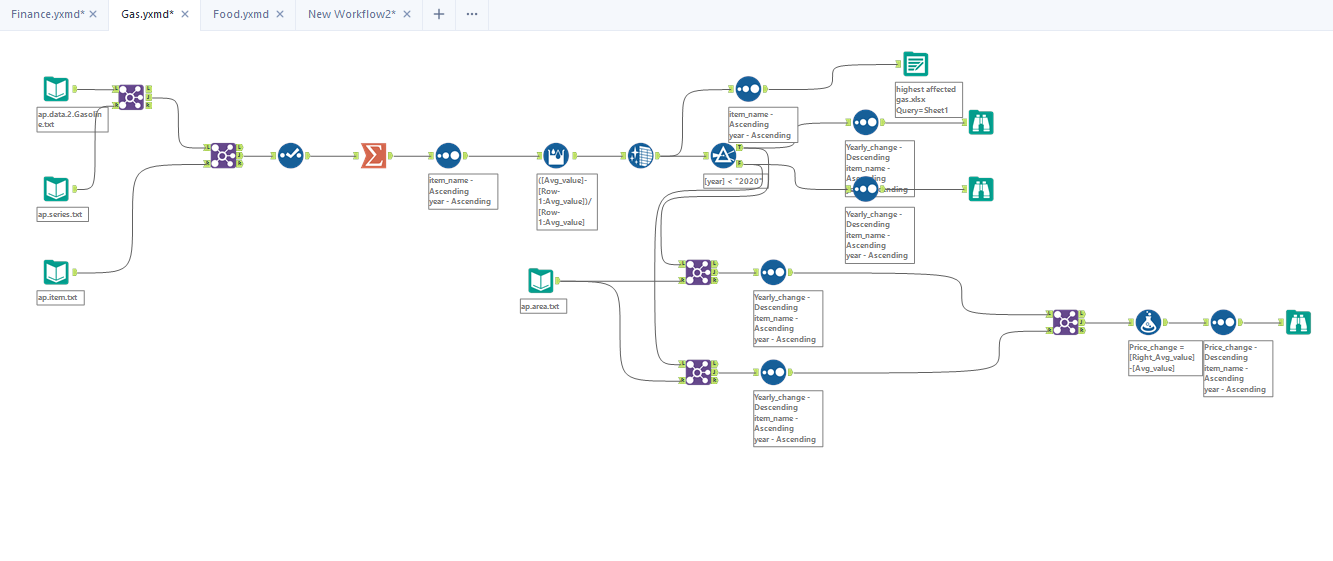 Finance.yxmd*
Gas.yxmd*
Food.yxmd
New Workflow2*
ap.data.2.Gasolin
e.txt
ap.series.txt
ap.item.txt
item_name -
Ascending
year - Ascending
([Avg_value]-
[Row-
1:Avg_value])/
[Row-
1:Avg_value]
item_name -
Ascending
year - Ascending
highest affected
gas.xlsx
Query=Sheet1
[year] < "2020"
Yearly_change -
Descending
item_name -
Yearly_change -
Descending
item_name -
Ascending
year - Ascending
ap.area.txt
Yearly_change -
Descending
item_name -
Ascending
year - Ascending
Yearly_change -
Descending
item_name -
Ascending
year - Ascending
Price_change =
[Right_Avg_value]
-[Avg_value]
Price_change -
Descending
item_name -
Ascending
year - Ascending